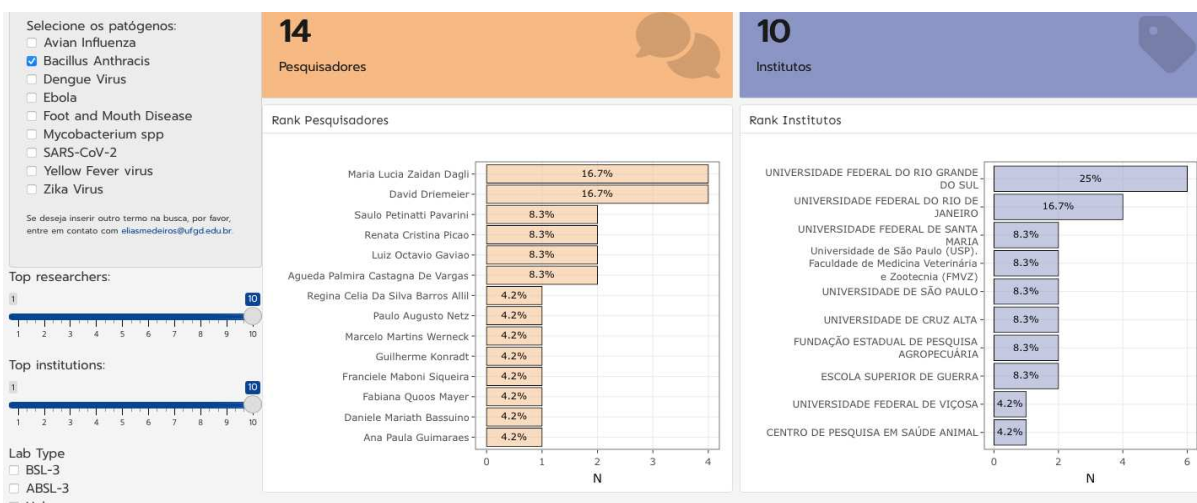 Selecione os patógenos:
Avian Influenza
Bacillus Anthracis
Dengue Virus
Ebola
Foot and Mouth Disease
Mycobacterium spp
SARS-CoV-2
Yellow Fever virus
Zika Virus
Se deseja inserir outro termo na busca, por favor,
entre em contato com eliasmedeiros@ufgd.edu.br.
Top researchers:
1 10
1 2 3 4 5 6 7 8 9 10
Top institutions:
1 10
1 2 3 4 5 6 7 8 9 10
Lab Type
BSL-3
ABSL-3
14
Pesquisadores
Rank Pesquisadores
Maria Lucia Zaidan Dagli 16.7%
David Driemeier 16.7%
Saulo Petinatti Pavarini 8.3%
Renata Cristina Picao 8.3%
Luiz Octavio Gaviao 8.3%
Agueda Palmira Castagna De Vargas 8.3%
Regina Celia Da Silva Barros Allil 4.2%
Paulo Augusto Netz 4.2%
Marcelo Martins Werneck 4.2%
Guilherme Konradt 4.2%
Franciele Maboni Siqueira 4.2%
Fabiana Quoos Mayer 4.2%
Daniele Mariath Bassuino 4.2%
Ana Paula Guimaraes 4.2%
0 1 2 3 4
N
10
Institutos
Rank Institutos
UNIVERSIDADE FEDERAL DO RIO GRANDE
DO SUL 25%
UNIVERSIDADE FEDERAL DO RIO DE
JANEIRO 16.7%
UNIVERSIDADE FEDERAL DE SANTA
MARIA 8.3%
Universidade de São Paulo (USP),
Faculdade de Medicina Veterinária
e Zootecnia (FMVZ) 8.3%
UNIVERSIDADE DE SÃO PAULO 8.3%
UNIVERSIDADE DE CRUZ ALTA 8.3%
FUNDAÇÃO ESTADUAL DE PESQUISA
AGROPECUÁRIA 8.3%
ESCOLA SUPERIOR DE GUERRA 8.3%
UNIVERSIDADE FEDERAL DE VIÇOSA 4.2%
CENTRO DE PESQUISA EM SAÚDE ANIMAL 4.2%
0 2 4 6
N